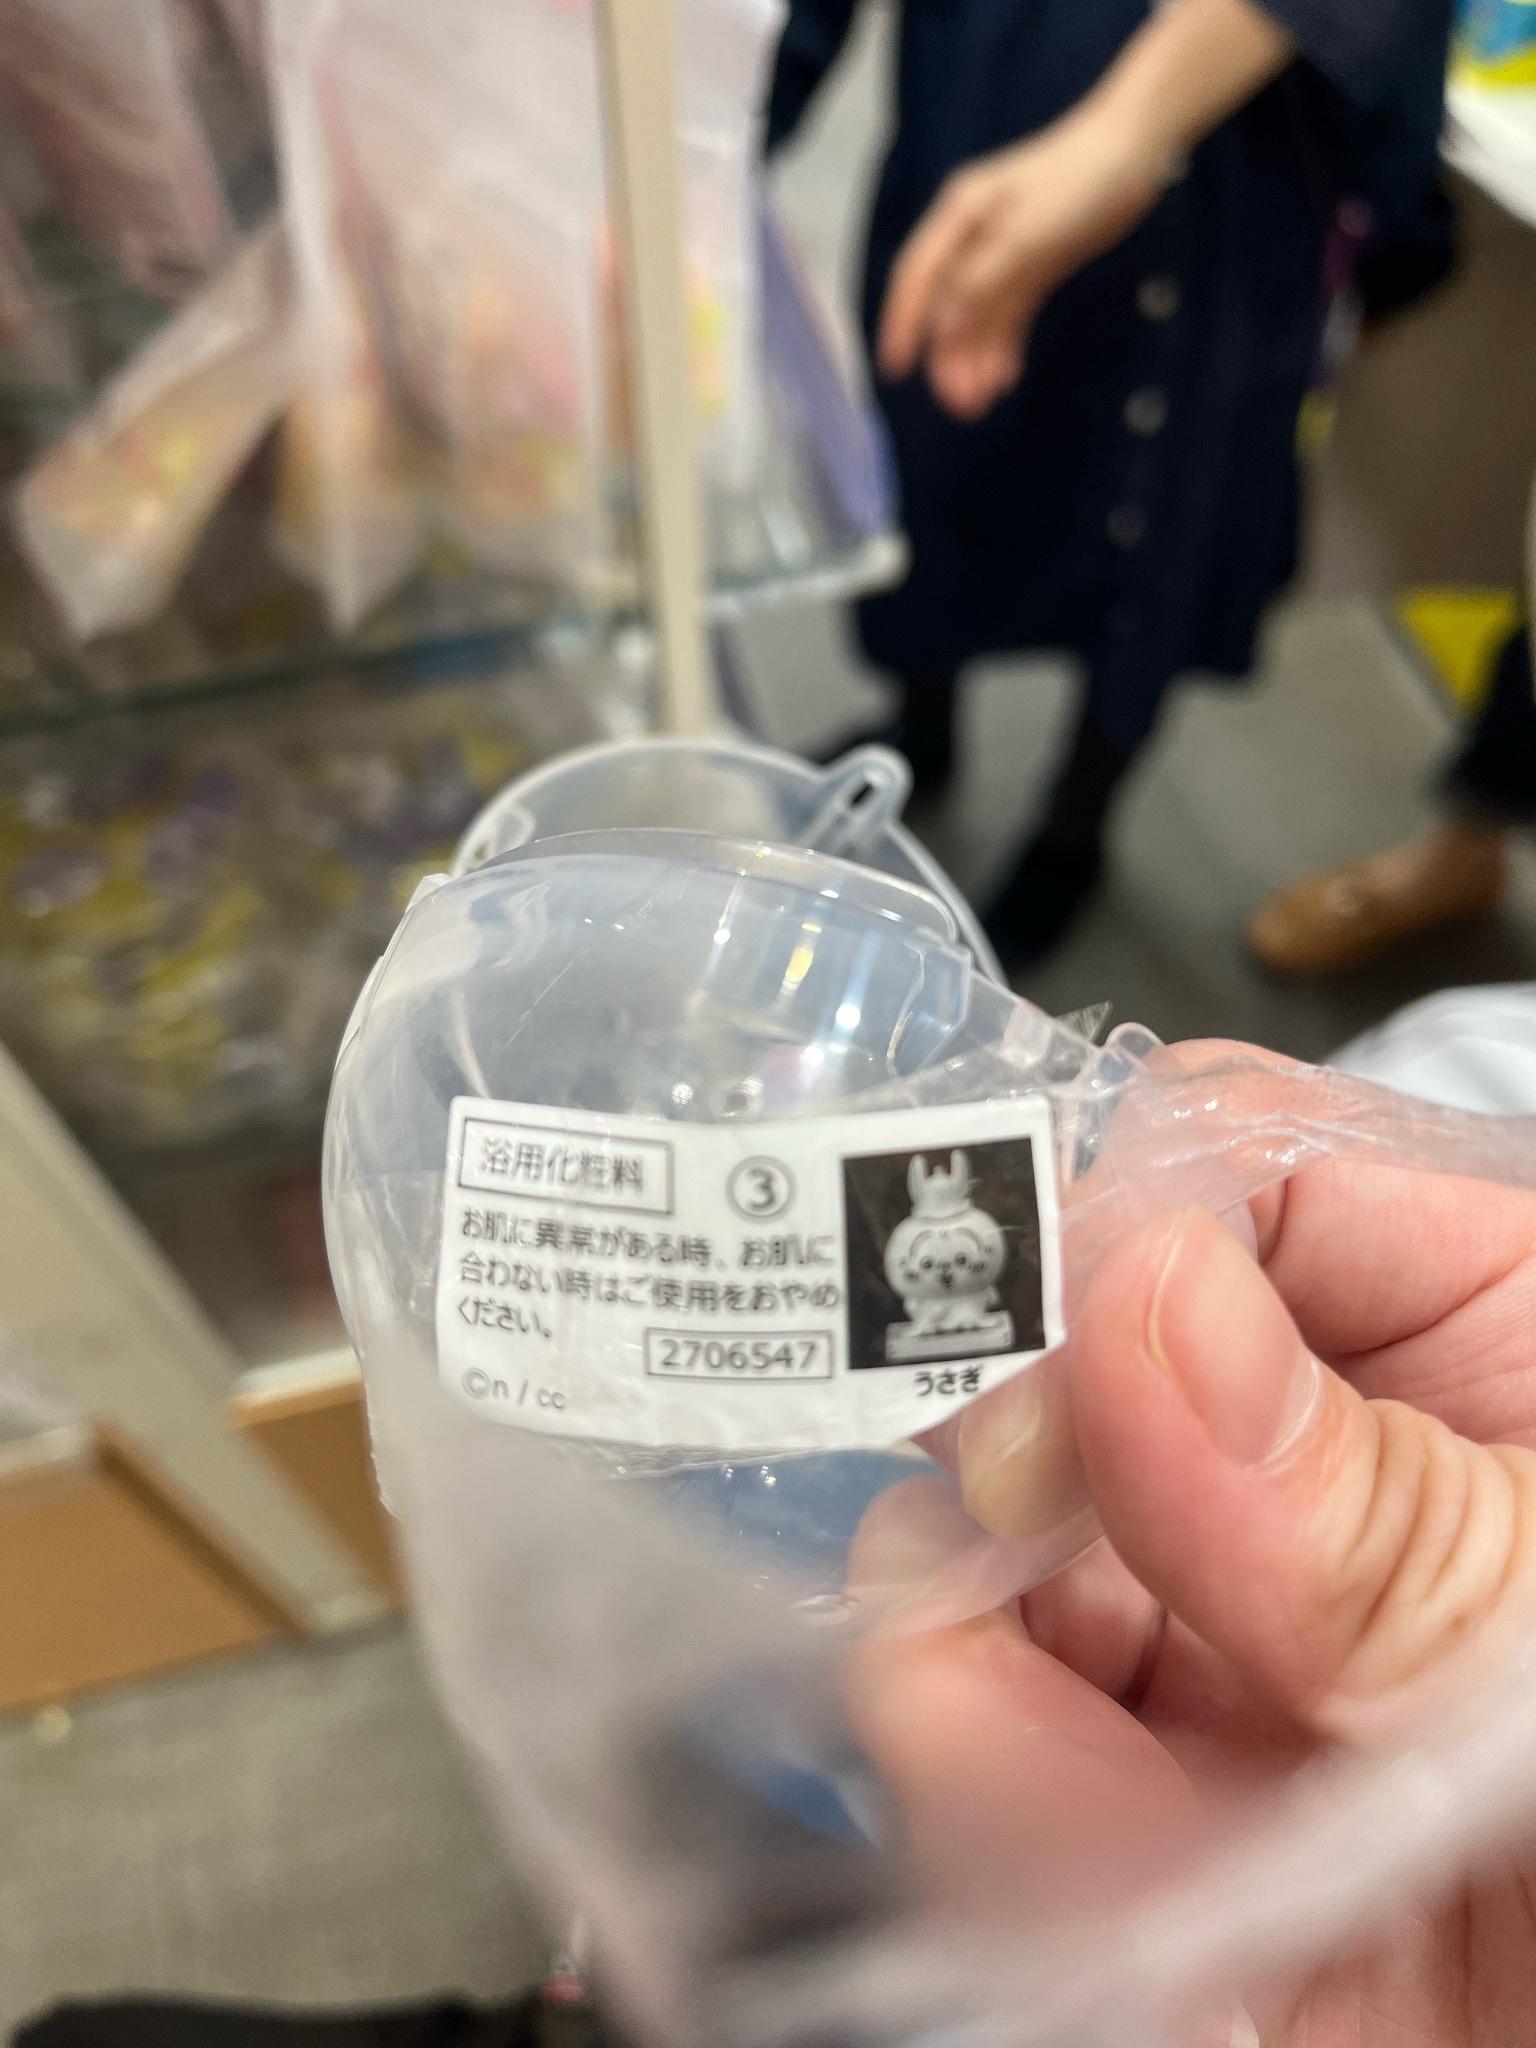 浴用化粧料
③
お肌に異常がある時、お肌に
合わない時はご使用をおやめ
ください。
2706547
©n / cc
うさぎ